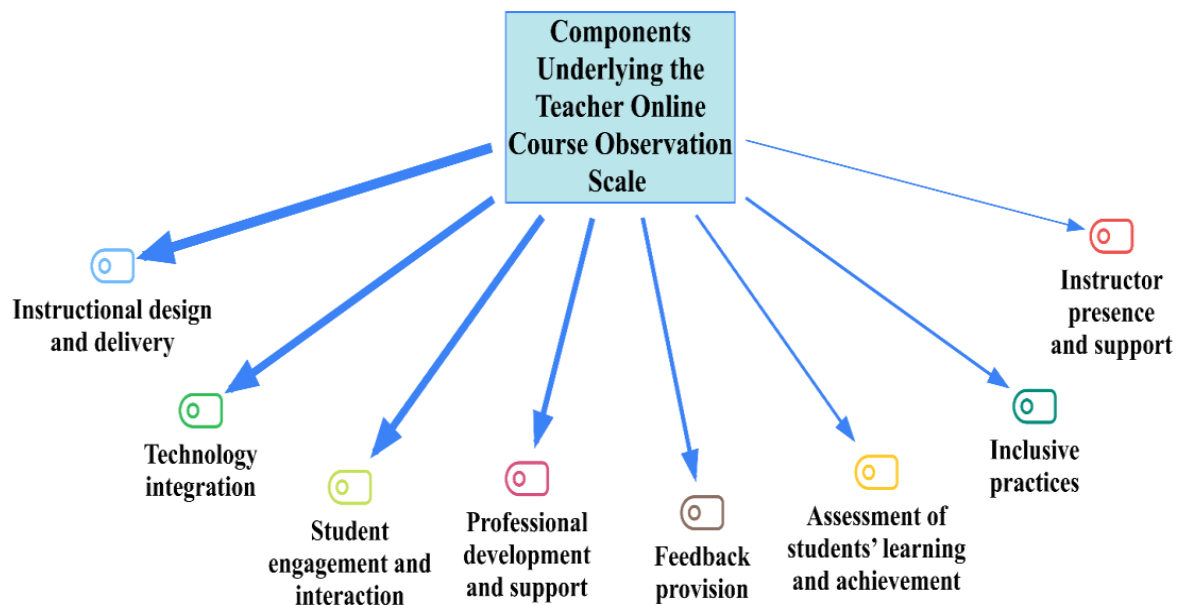 Components
Underlying the
Teacher Online
Course Observation
Scale
Instructional design
and delivery
Technology
integration
Student
engagement and
interaction
Professional
development
and support
Feedback
provision
Assessment of
students’ learning
and achievement
Inclusive
practices
Instructor
presence
and support